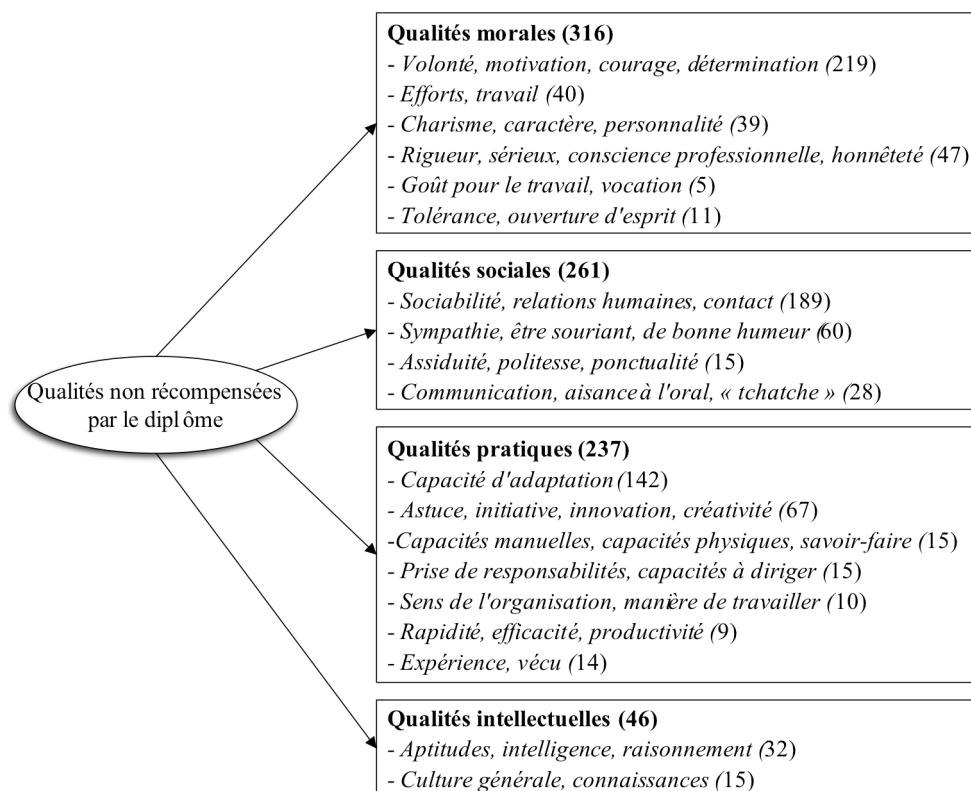 Qualités non récompensées
par le diplôme
Qualités morales (316)
- Volonté, motivation, courage, détermination (219)
- Efforts, travail (40)
- Charisme, caractère, personnalité (39)
- Rigueur, sérieux, conscience professionnelle, honnêteté (47)
- Goût pour le travail, vocation (5)
- Tolérance, ouverture d'esprit (11)
Qualités sociales (261)
- Sociabilité, relations humaines, contact (189)
- Sympathie, être souriant, de bonne humeur (60)
- Assiduité, politesse, ponctualité (15)
- Communication, aisance à l'oral, « tchatche » (28)
Qualités pratiques (237)
- Capacité d'adaptation (142)
- Astuce, initiative, innovation, créativité (67)
-Capacités manuelles, capacités physiques, savoir-faire (15)
- Prise de responsabilités, capacités à diriger (15)
- Sens de l'organisation, manière de travailler (10)
- Rapidité, efficacité, productivité (9)
- Expérience, vécu (14)
Qualités intellectuelles (46)
- Aptitudes, intelligence, raisonnement (32)
- Culture générale, connaissances (15)